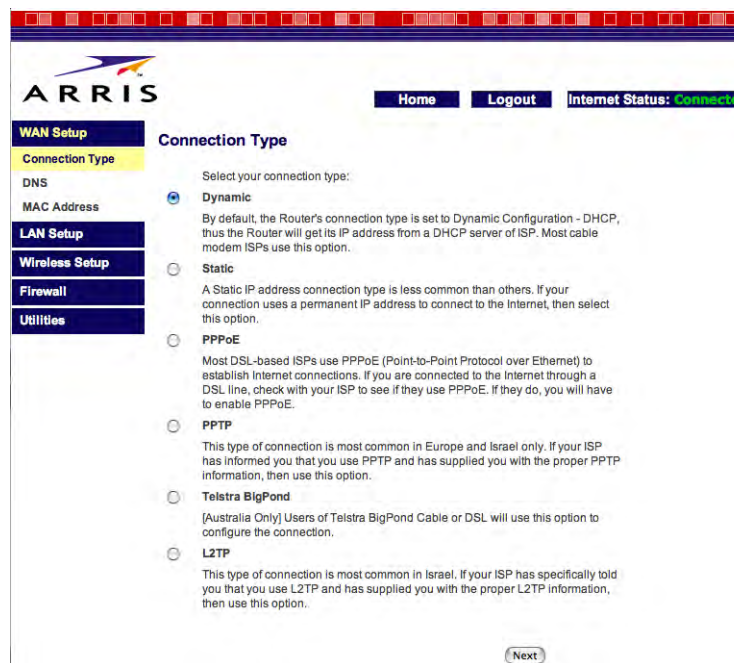 ARRIS
Home Logout Internet Status: Connecte
WAN Setup
Connection Type
DNS
MAC Address
LAN Setup
Wireless Setup
Firewall
Utilities
Connection Type
Select your connection type:
Dynamic
By default, the Router's connection type is set to Dynamic Configuration - DHCP,
thus the Router will get its IP address from a DHCP server of ISP. Most cable
modem ISPs use this option.
Static
A Static IP address connection type is less common than others. If your
connection uses a permanent IP address to connect to the Internet, then select
this option.
PPPoE
Most DSL-based ISPs use PPPoE (Point-to-Point Protocol over Ethernet) to
establish Internet connections. If you are connected to the Internet through a
DSL line, check with your ISP to see if they use PPPoE. If they do, you will have
to enable PPPoE.
PPTP
This type of connection is most common in Europe and Israel only. If your ISP
has informed you that you use PPTP and has supplied you with the proper PPTP
information, then use this option.
Telstra BigPond
[Australia Only] Users of Telstra BigPond Cable or DSL will use this option to
configure the connection.
L2TP
This type of connection is most common in Israel. If your ISP has specifically told
you that you use L2TP and has supplied you with the proper L2TP information,
then use this option.
Next